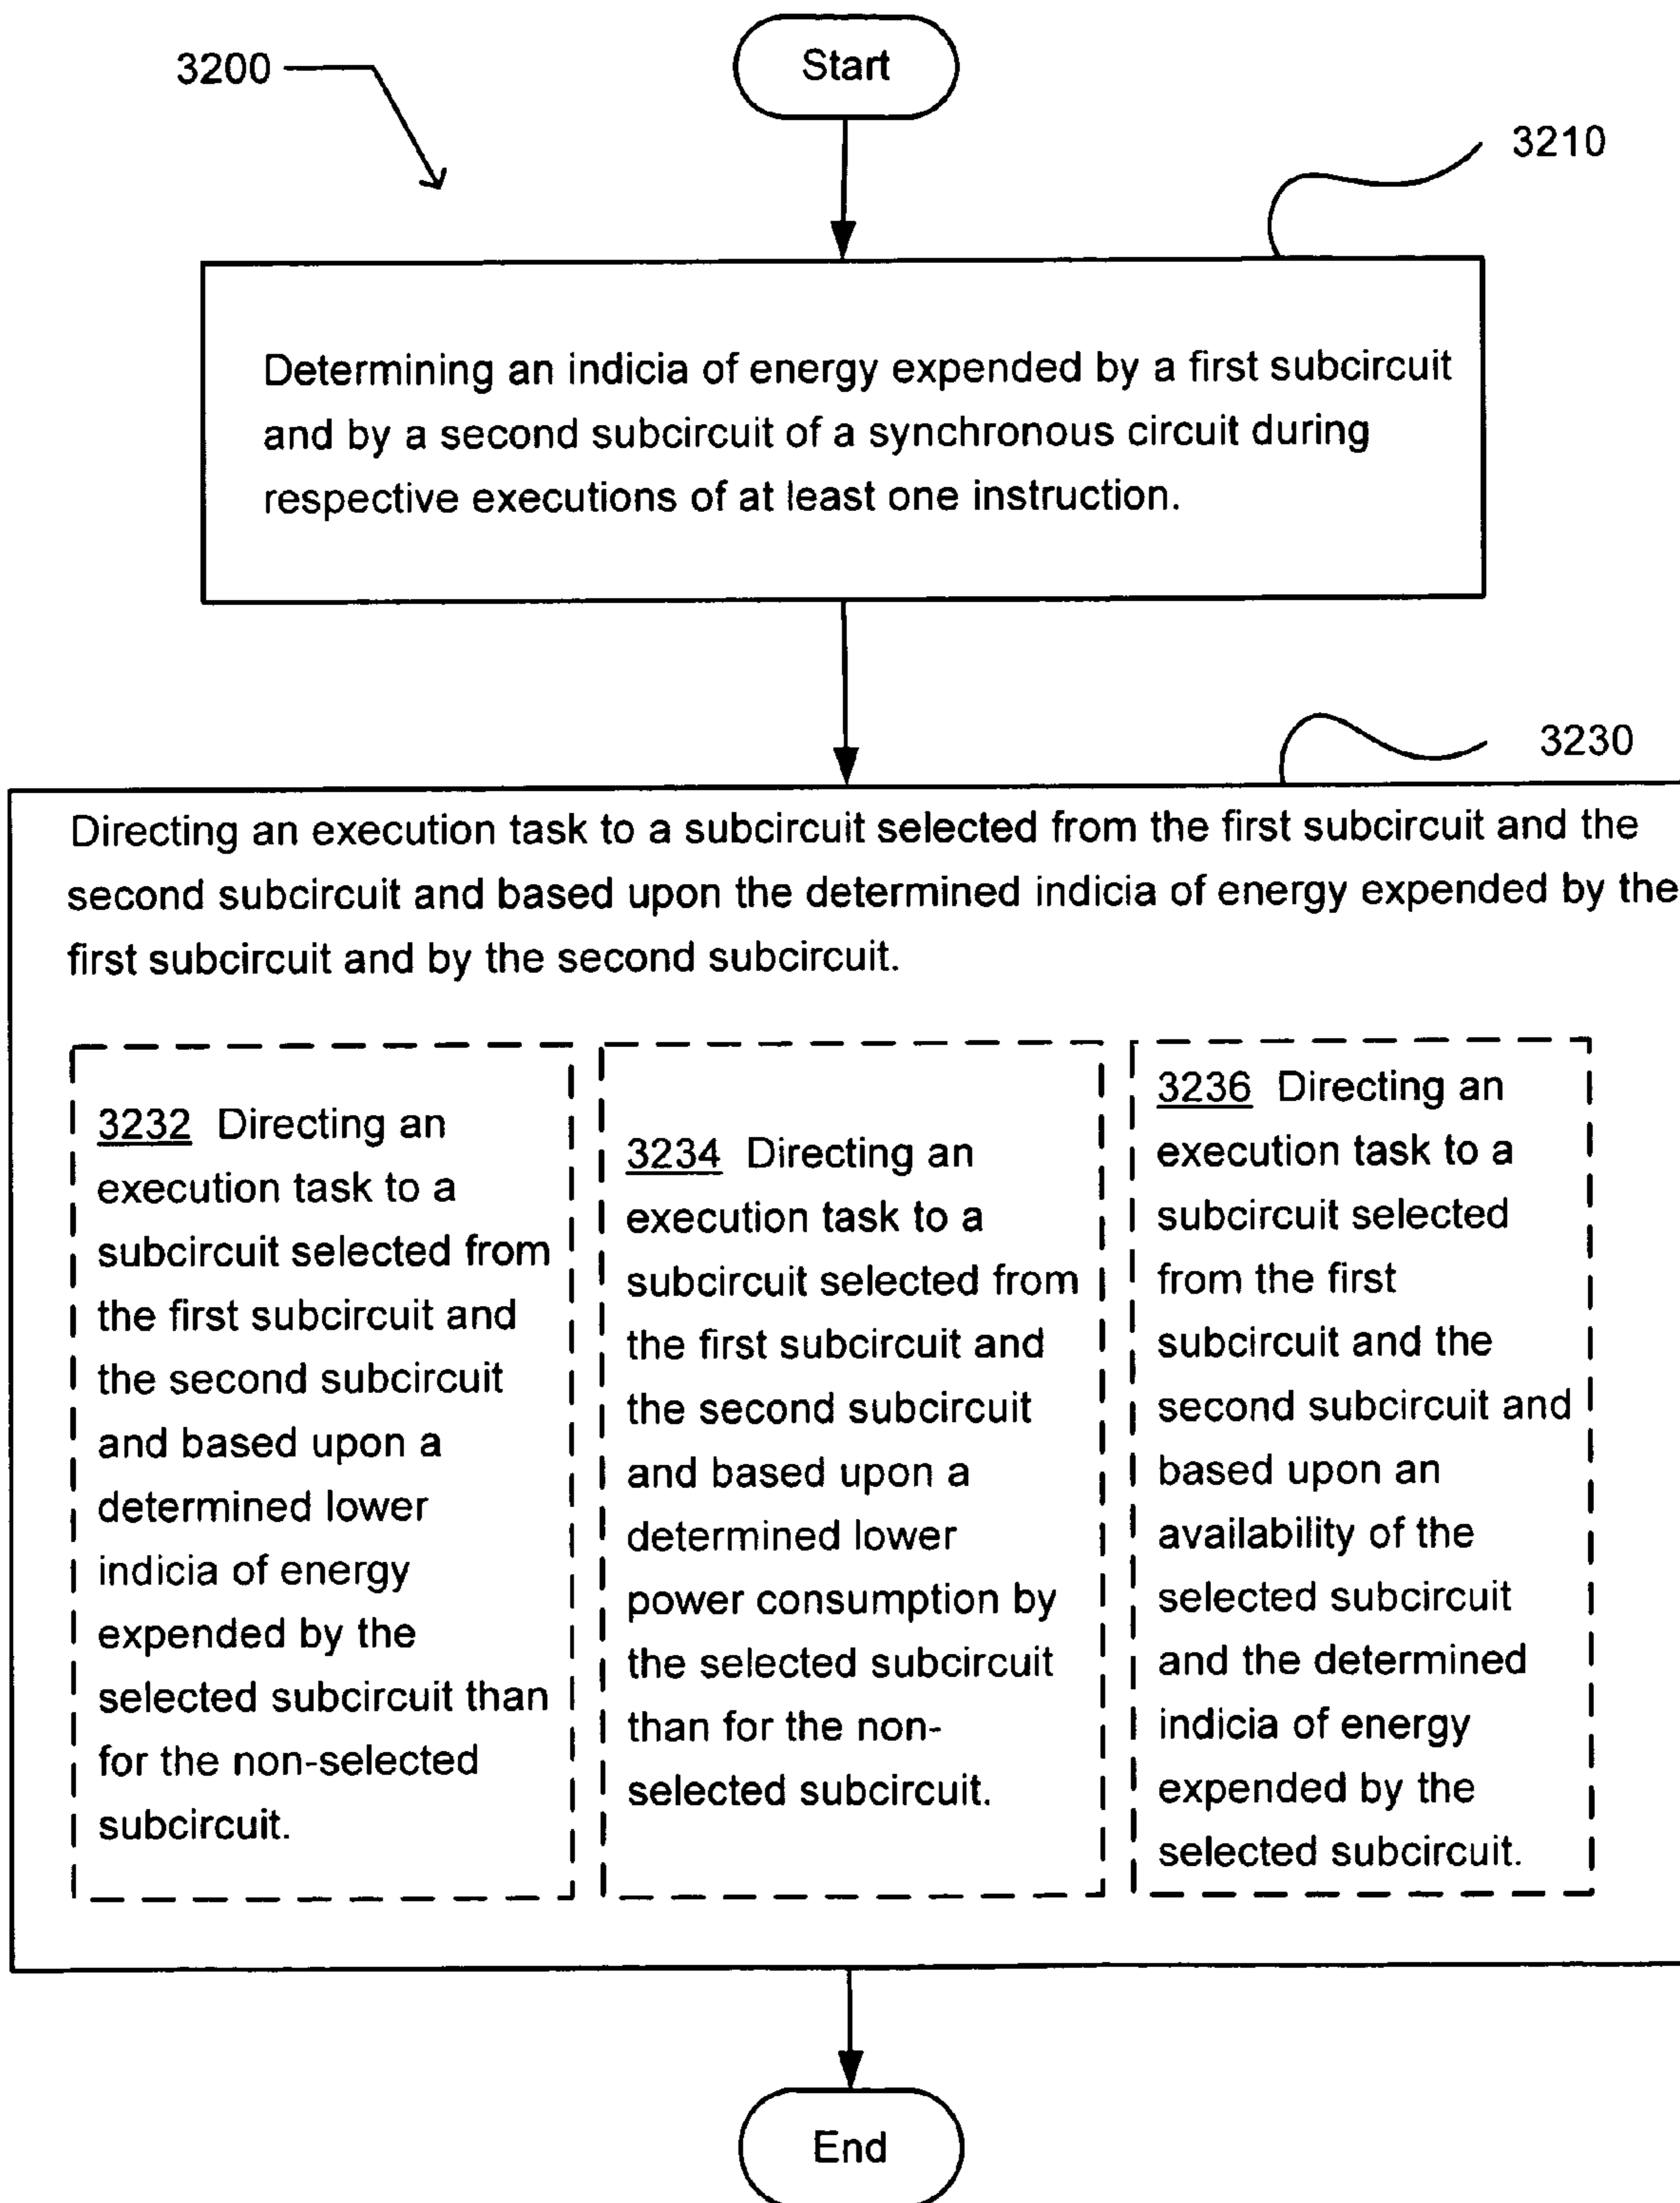 Start
3200
3210
Determining an indicia of energy expended by a first subcircuit
and by a second subcircuit of a synchronous circuit during
respective executions of at least one instruction.
3230
Directing an execution task to a subcircuit selected from the first subcircuit and the
second subcircuit and based upon the determined indicia of energy expended by the
first subcircuit and by the second subcircuit.
3232 Directing an
execution task to a
subcircuit selected from
the first subcircuit and
the second subcircuit
and based upon a
determined lower
indicia of energy
expended by the
selected subcircuit than
for the non-selected
subcircuit.
3234 Directing an
execution task to a
subcircuit selected from
the first subcircuit and
the second subcircuit
and based upon a
determined lower
power consumption by
the selected subcircuit
than for the non-
selected subcircuit.
3236 Directing an
execution task to a
subcircuit selected
from the first
subcircuit and the
second subcircuit and
based upon an
availability of the
selected subcircuit
and the determined
indicia of energy
expended by the
selected subcircuit.
End